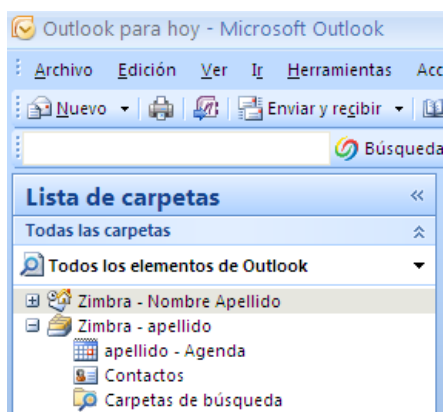 Outlook para hoy - Microsoft Outlook
Archivo Edición Ver Ir Herramientas Acc
Nuevo Enviar y recibir
Búsqueda
Lista de carpetas
Todas las carpetas
Todos los elementos de Outlook
Zimbra - Nombre Apellido
Zimbra - apellido
apellido - Agenda
Contactos
Carpetas de búsqueda